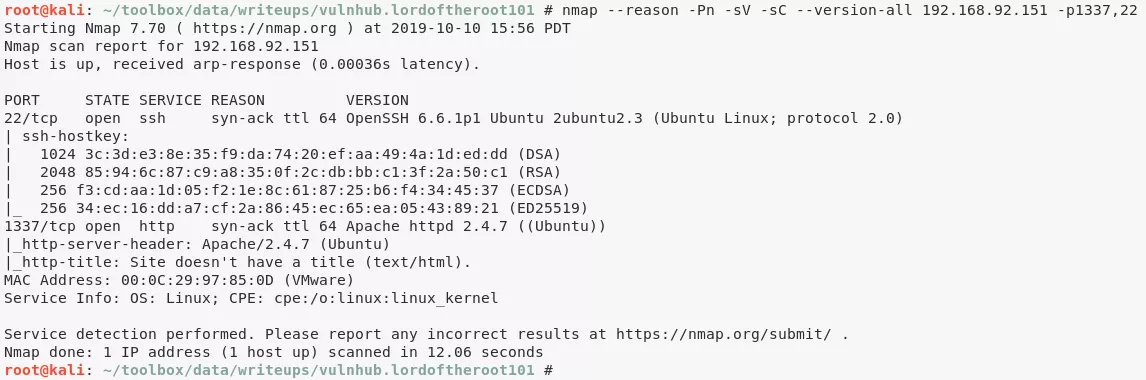 root@kali: ~/toolbox/data/writeups/vulnhub.lordoftheroot101 # nmap --reason -Pn -sV -sC --version-all 192.168.92.151 -p1337,22
Starting Nmap 7.70 ( https://nmap.org ) at 2019-10-10 15:56 PDT
Nmap scan report for 192.168.92.151
Host is up, received arp-response (0.00036s latency).

PORT     STATE SERVICE REASON         VERSION
22/tcp   open  ssh     syn-ack ttl 64 OpenSSH 6.6.1p1 Ubuntu 2ubuntu2.3 (Ubuntu Linux; protocol 2.0)
| ssh-hostkey:
|   1024 3c:3d:e3:8e:35:f9:da:74:20:ef:aa:49:4a:1d:ed:dd (DSA)
|   2048 85:94:6c:87:c9:a8:35:0f:2c:db:bb:c1:3f:2a:50:c1 (RSA)
|   256 f3:cd:aa:1d:05:f2:1e:8c:61:87:25:b6:f4:34:45:37 (ECDSA)
|_  256 34:ec:16:dd:a7:cf:2a:86:45:ec:65:ea:05:43:89:21 (ED25519)
1337/tcp open  http    syn-ack ttl 64 Apache httpd 2.4.7 ((Ubuntu))
|_http-server-header: Apache/2.4.7 (Ubuntu)
|_http-title: Site doesn't have a title (text/html).
MAC Address: 00:0C:29:97:85:0D (VMware)
Service Info: OS: Linux; CPE: cpe:/o:linux:linux_kernel

Service detection performed. Please report any incorrect results at https://nmap.org/submit/ .
Nmap done: 1 IP address (1 host up) scanned in 12.06 seconds
root@kali: ~/toolbox/data/writeups/vulnhub.lordoftheroot101 #